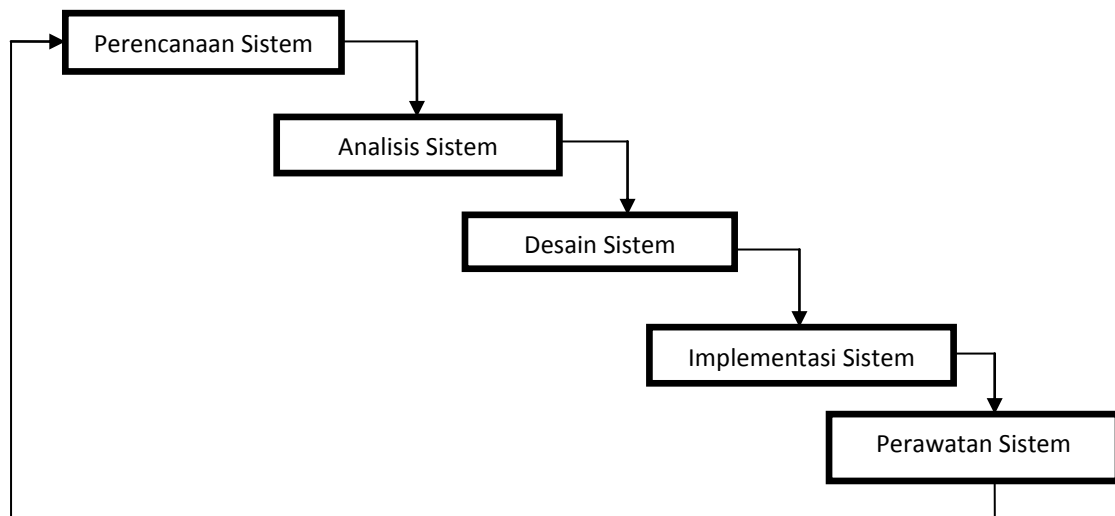 Perencanaan Sistem
Analisis Sistem
Desain Sistem
Implementasi Sistem
Perawatan Sistem